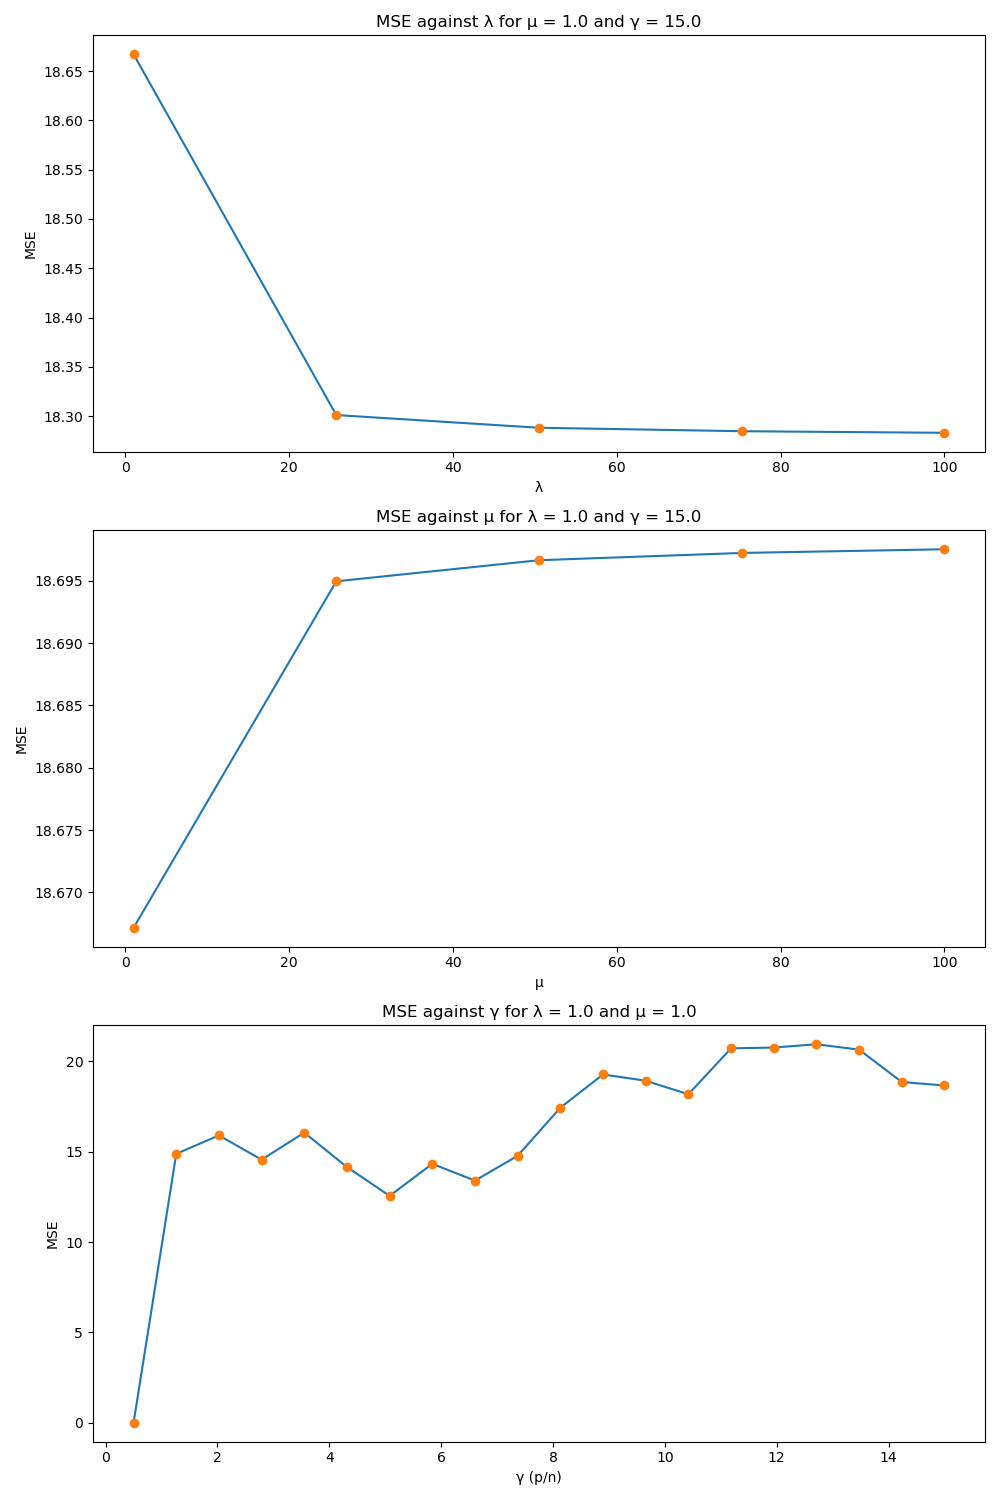 MSE against λ for μ = 1.0 and γ = 15.0
18.65
18.60
18.55
18.50
18.45
18.40
18.35
18.30
MSE
0 20 40 60 80 100
λ
MSE against μ for λ = 1.0 and γ = 15.0
18.695
18.690
18.685
18.680
18.675
18.670
MSE
0 20 40 60 80 100
μ
MSE against γ for λ = 1.0 and μ = 1.0
20
15
10
5
0
MSE
0 2 4 6 8 10 12 14
γ (p/n)